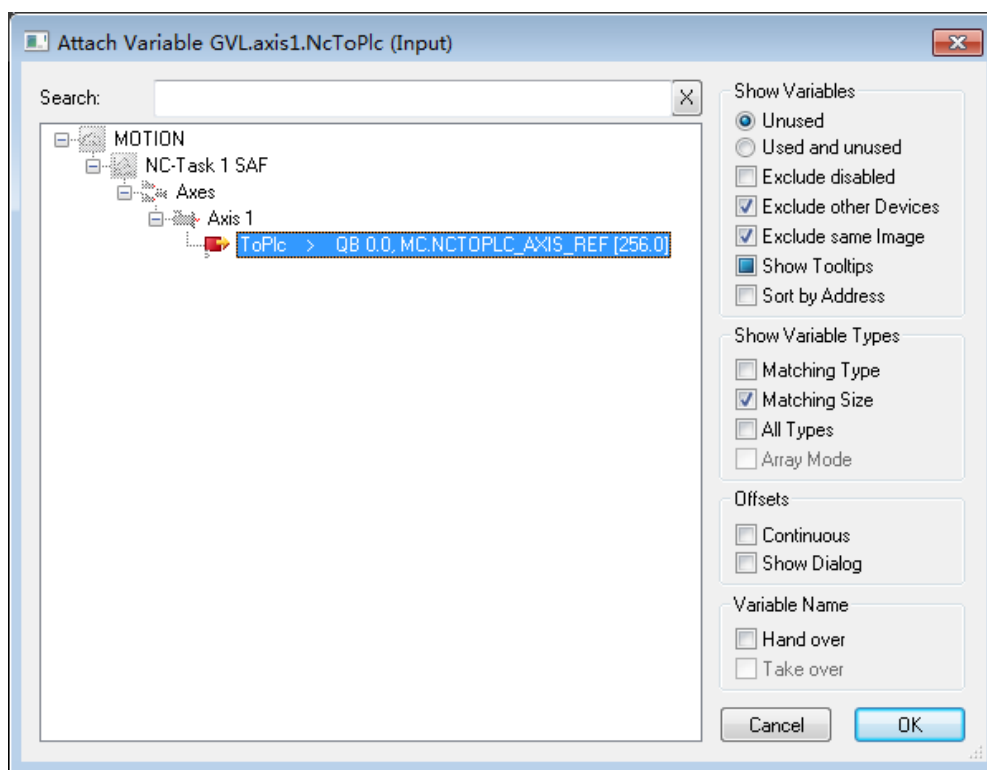 Attach Variable GVL.axis1.NcToPlc (Input)
Search:
X
MOTION
NC-Task 1 SAF
Axes
Axis 1
ToPlc > QB 0.0, MC.NCTOPLC_AXIS_REF [256.0]
Show Variables
Unused
Used and unused
Exclude disabled
Exclude other Devices
Exclude same Image
Show Tooltips
Sort by Address
Show Variable Types
Matching Type
Matching Size
All Types
Array Mode
Offsets
Continuous
Show Dialog
Variable Name
Hand over
Take over
Cancel
OK